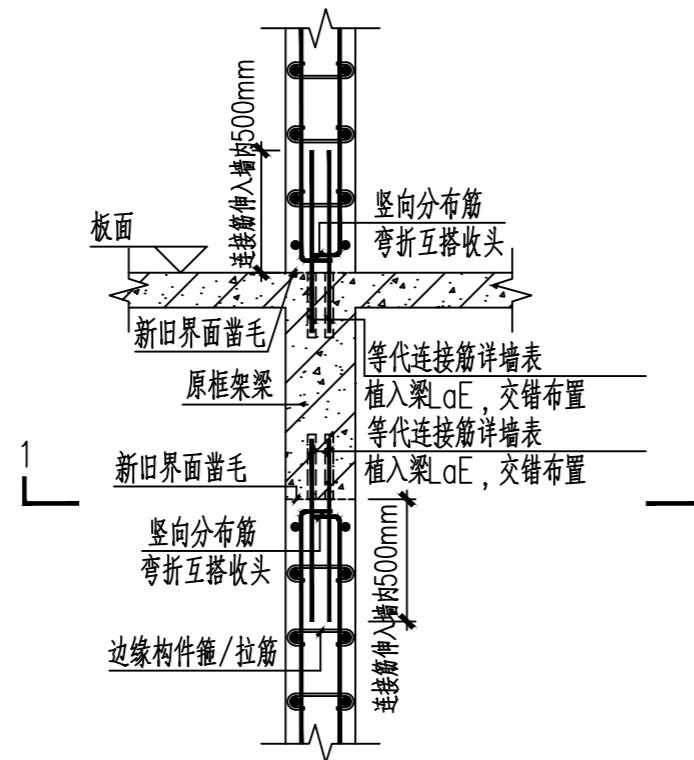 连接筋伸入墙内500mm
竖向分布筋
弯折互搭收头
板面
新旧界面凿毛
等代连接筋详墙表
植入梁LaE，交错布置
原框架梁
等代连接筋详墙表
植入梁LaE，交错布置
1
新旧界面凿毛
竖向分布筋
弯折互搭收头
连接筋伸入墙内500mm
边缘构件箍/拉筋